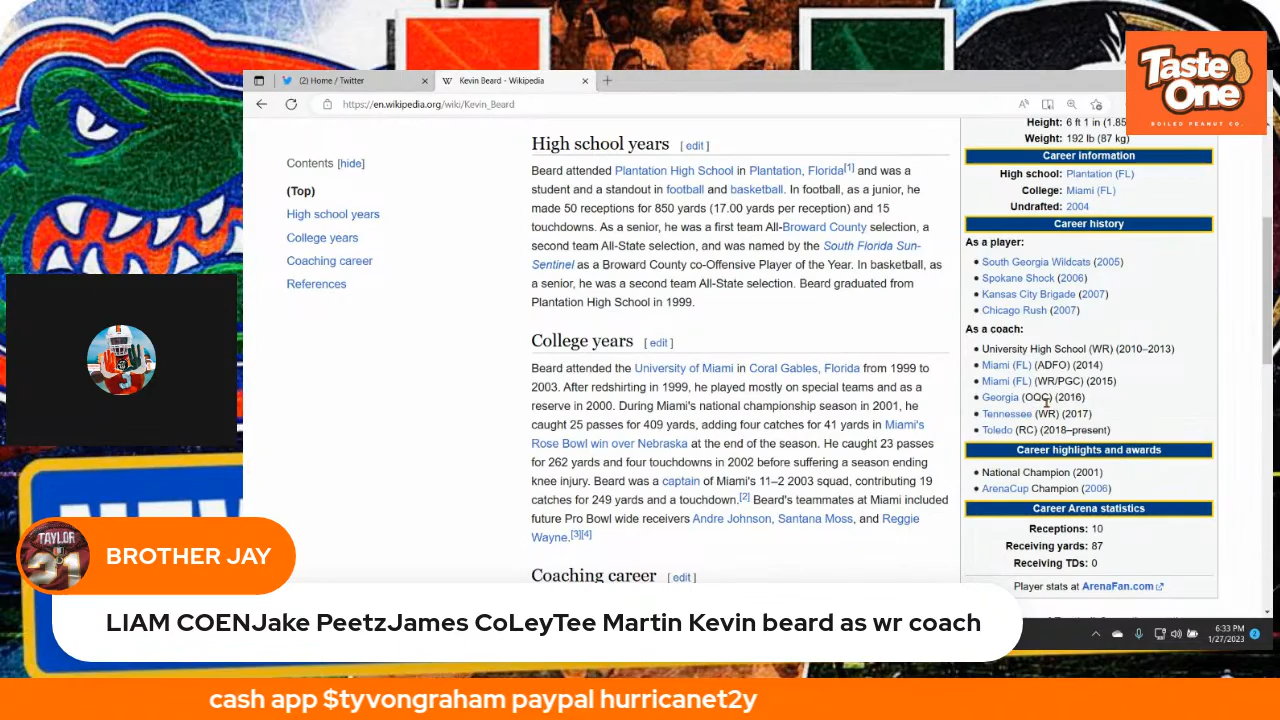 Taste
One
BOILED PEANUT CO.
(2) Home / Twitter
Kevin Beard - Wikipedia
https://en.wikipedia.org/wiki/Kevin_Beard
Contents [hide]
(Top)
High school years
College years
Coaching career
References
High school years [ edit ]
Beard attended Plantation High School in Plantation, Florida[1] and was a
student and a standout in football and basketball. In football, as a junior, he
made 50 receptions for 850 yards (17.00 yards per reception) and 15
touchdowns. As a senior, he was a first team All-Broward County selection, a
second team All-State selection, and was named by the South Florida Sun-
Sentinel as a Broward County co-Offensive Player of the Year. In basketball, as
a senior, he was a second team All-State selection. Beard graduated from
Plantation High School in 1999.
College years [ edit ]
Beard attended the University of Miami in Coral Gables, Florida from 1999 to
2003. After redshirting in 1999, he played mostly on special teams and as a
reserve in 2000. During Miami's national championship season in 2001, he
caught 25 passes for 409 yards, adding four catches for 41 yards in Miami's
Rose Bowl win over Nebraska at the end of the season. He caught 23 passes
for 262 yards and four touchdowns in 2002 before suffering a season ending
knee injury. Beard was a captain of Miami's 11–2 2003 squad, contributing 19
catches for 249 yards and a touchdown.[2] Beard's teammates at Miami included
future Pro Bowl wide receivers Andre Johnson, Santana Moss, and Reggie
Wayne.[3][4]
Coaching career [ edit ]
Height: 6 ft 1 in (1.85
Weight: 192 lb (87 kg)
Career information
High school: Plantation (FL)
College: Miami (FL)
Undrafted: 2004
Career history
As a player:
• South Georgia Wildcats (2005)
• Spokane Shock (2006)
• Kansas City Brigade (2007)
• Chicago Rush (2007)
As a coach:
• University High School (WR) (2010–2013)
• Miami (FL) (ADFO) (2014)
• Miami (FL) (WR/PGC) (2015)
• Georgia (OQC) (2016)
• Tennessee (WR) (2017)
• Toledo (RC) (2018–present)
Career highlights and awards
• National Champion (2001)
• ArenaCup Champion (2006)
Career Arena statistics
Receptions: 10
Receiving yards: 87
Receiving TDs: 0
Player stats at ArenaFan.com
6:33 PM
1/27/2023
2
TAYLOR
21
BROTHER JAY
LIAM COENJake PeetzJames CoLeyTee Martin Kevin beard as wr coach
cash app $tyvongraham paypal hurricanet2y